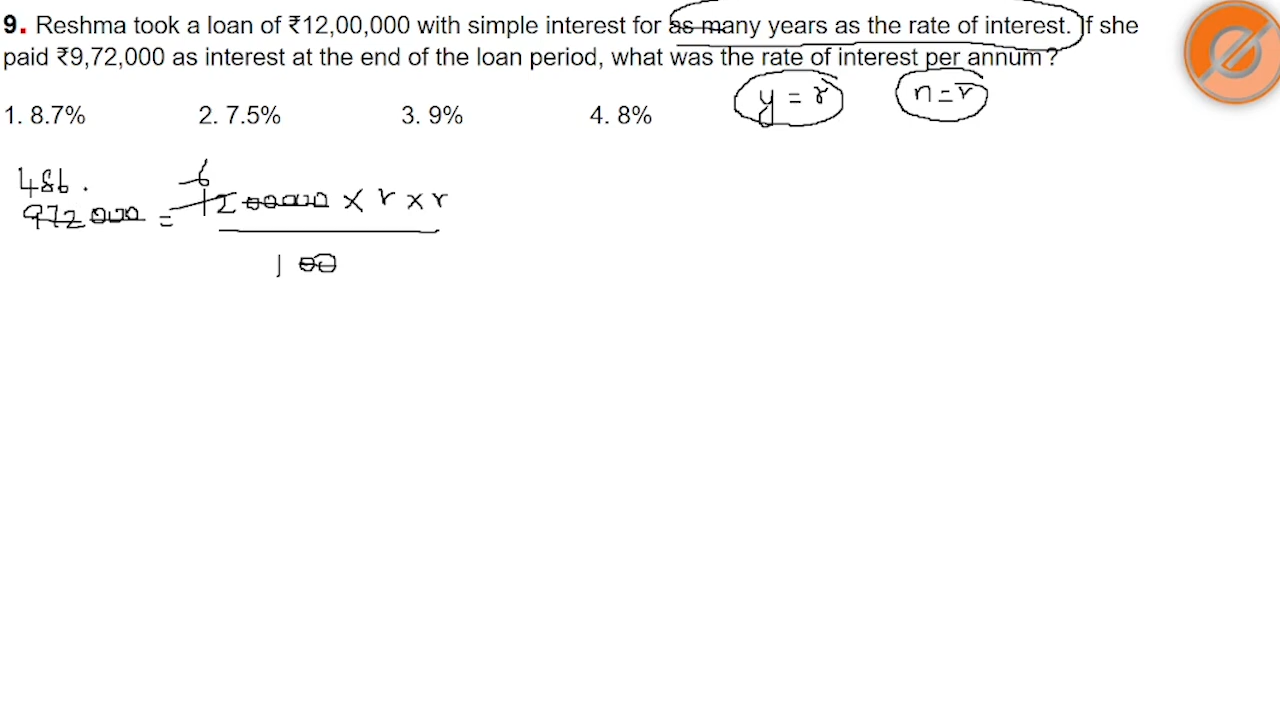 9. Reshma took a loan of ₹12,00,000 with simple interest for as many years as the rate of interest. If she
paid ₹9,72,000 as interest at the end of the loan period, what was the rate of interest per annum?
y = r n = r
1. 8.7% 2. 7.5% 3. 9% 4. 8%
486. 6
972000 = 1200000 × r × r
100